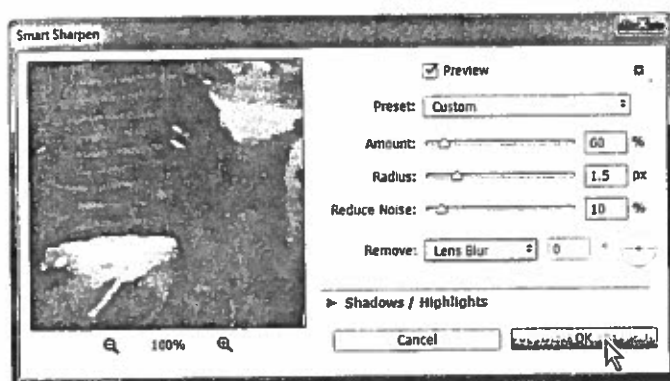 Smart Sharpen
Preview
Preset: Custom
Amount: 60 %
Radius: 1.5 px
Reduce Noise: 10 %
Remove: Lens Blur 0 °
Shadows / Highlights
100%
Cancel
OK